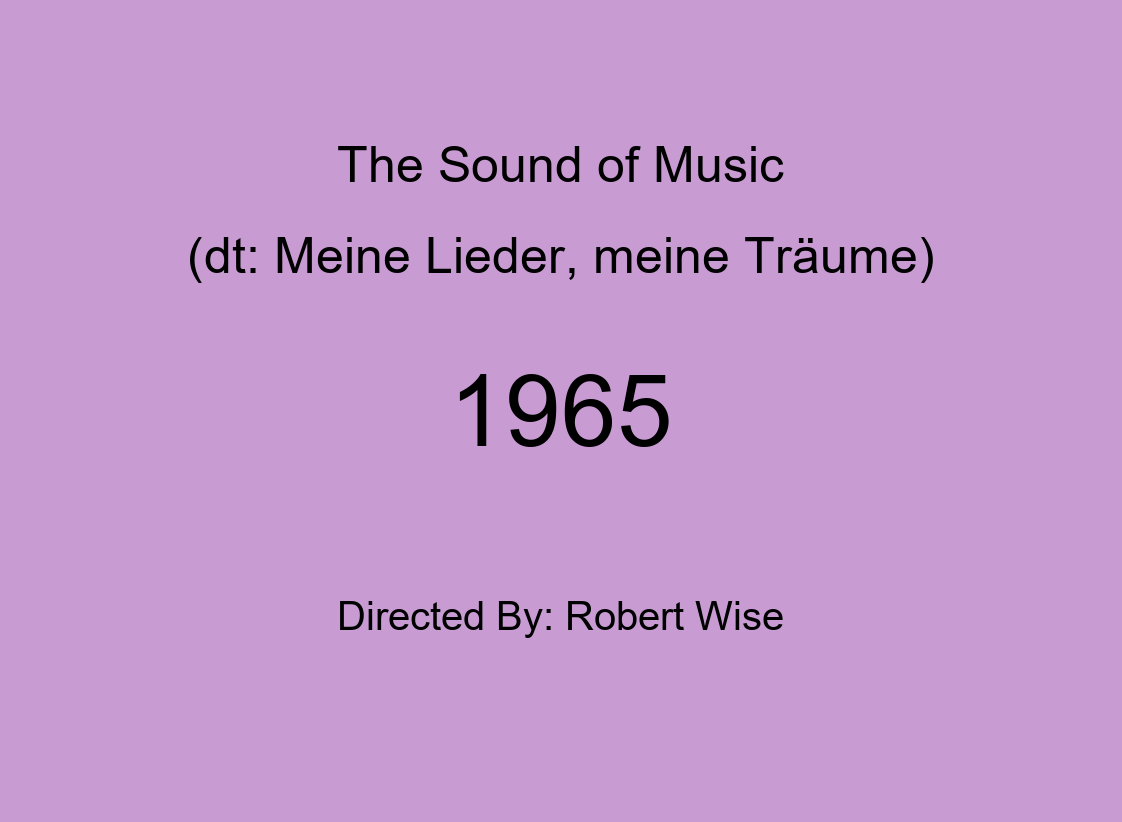 The Sound of Music
(dt: Meine Lieder, meine Träume)
1965
Directed By: Robert Wise